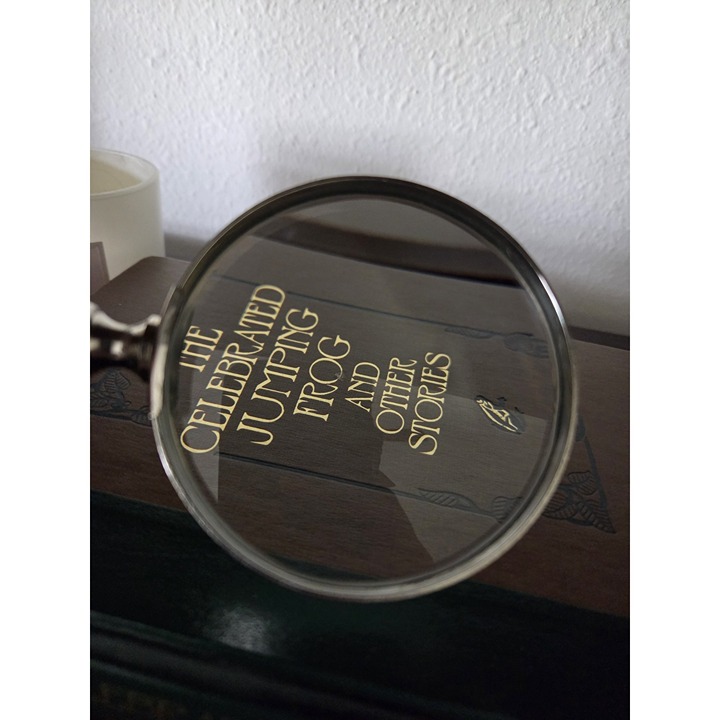 THE
CELEBRATED
JUMPING
FROG
AND
OTHER
STORIES